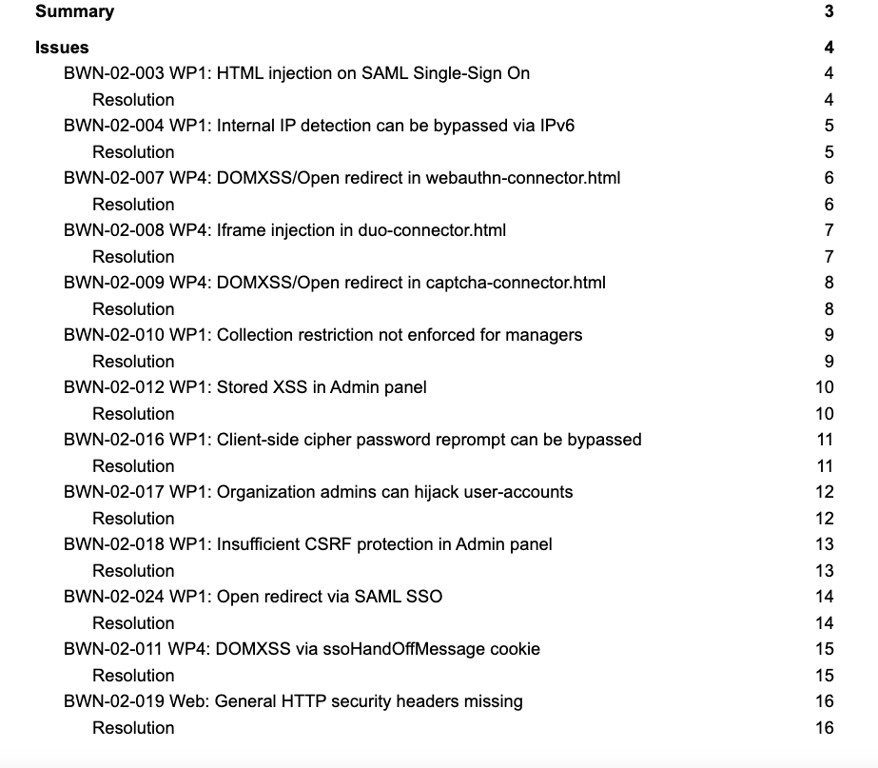 Summary 3
Issues 4
BWN-02-003 WP1: HTML injection on SAML Single-Sign On 4
Resolution 4
BWN-02-004 WP1: Internal IP detection can be bypassed via IPv6 5
Resolution 5
BWN-02-007 WP4: DOMXSS/Open redirect in webauthn-connector.html 6
Resolution 6
BWN-02-008 WP4: Iframe injection in duo-connector.html 7
Resolution 7
BWN-02-009 WP4: DOMXSS/Open redirect in captcha-connector.html 8
Resolution 8
BWN-02-010 WP1: Collection restriction not enforced for managers 9
Resolution 9
BWN-02-012 WP1: Stored XSS in Admin panel 10
Resolution 10
BWN-02-016 WP1: Client-side cipher password reprompt can be bypassed 11
Resolution 11
BWN-02-017 WP1: Organization admins can hijack user-accounts 12
Resolution 12
BWN-02-018 WP1: Insufficient CSRF protection in Admin panel 13
Resolution 13
BWN-02-024 WP1: Open redirect via SAML SSO 14
Resolution 14
BWN-02-011 WP4: DOMXSS via ssoHandOffMessage cookie 15
Resolution 15
BWN-02-019 Web: General HTTP security headers missing 16
Resolution 16